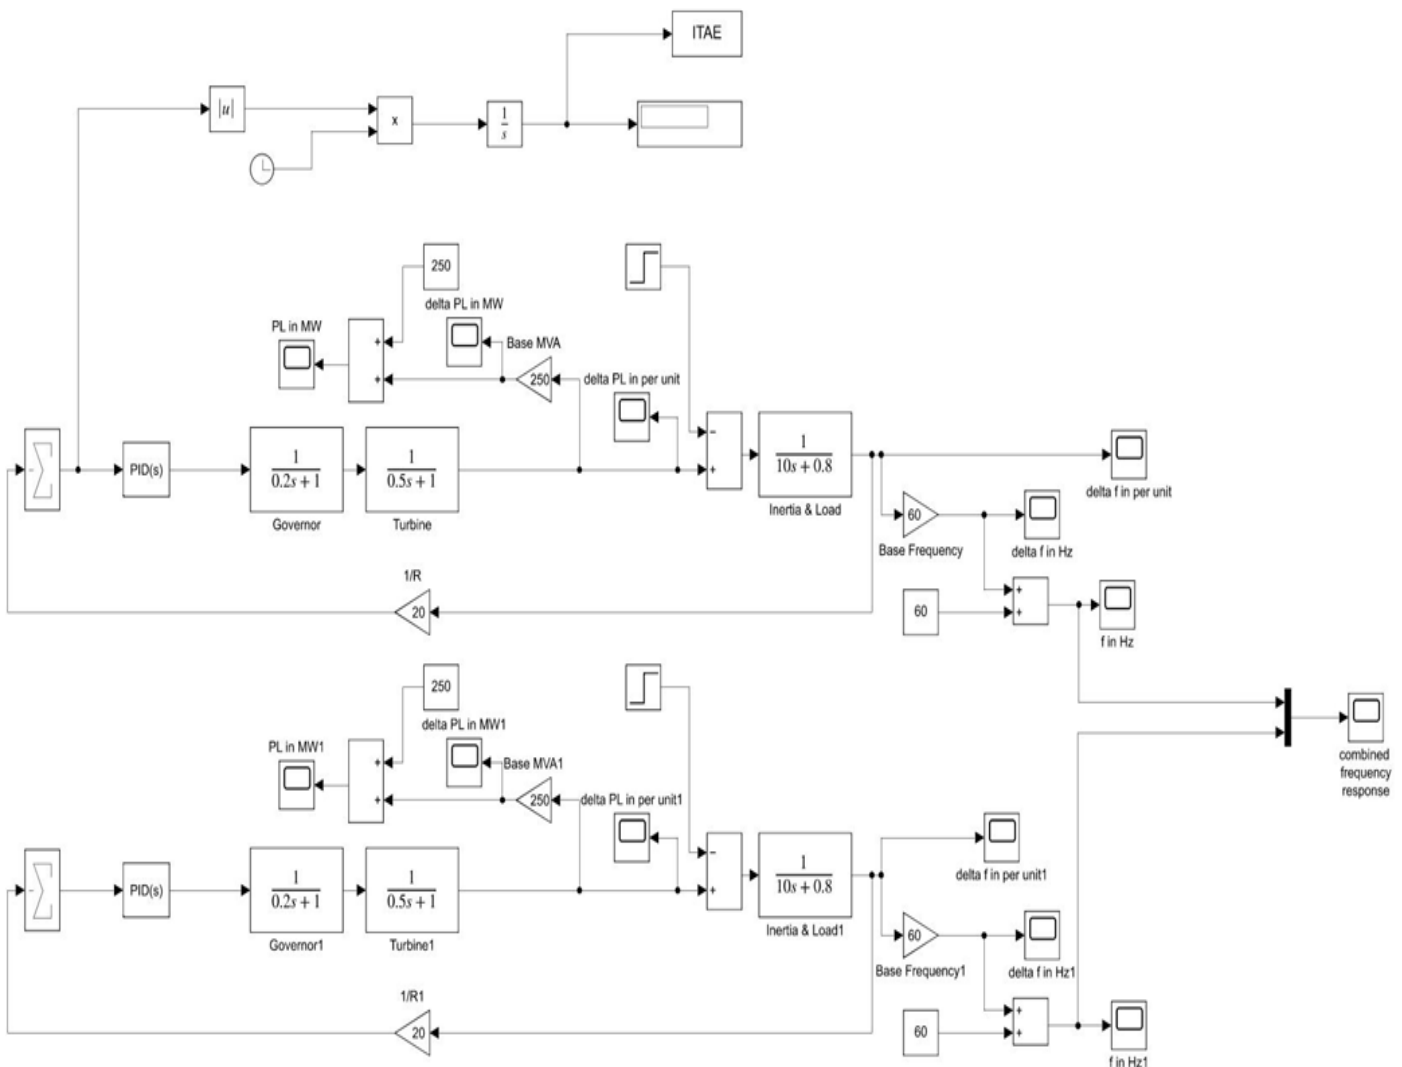 ITAE
|u|
x
1
s
250
delta PL in MW
PL in MW
+
+
Base MVA
250
delta PL in per unit
-
+
1
10s + 0.8
Inertia & Load
-
PID(s)
1
0.2s + 1
Governor
1
0.5s + 1
Turbine
delta f in per unit
60
Base Frequency
delta f in Hz
1/R
20
60
+
+
f in Hz
250
delta PL in MW1
PL in MW1
+
+
Base MVA1
250
delta PL in per unit1
-
+
1
10s + 0.8
Inertia & Load1
combined
frequency
response
-
PID(s)
1
0.2s + 1
Governor1
1
0.5s + 1
Turbine1
delta f in per unit1
60
Base Frequency1
delta f in Hz1
1/R1
20
60
+
+
f in Hz1